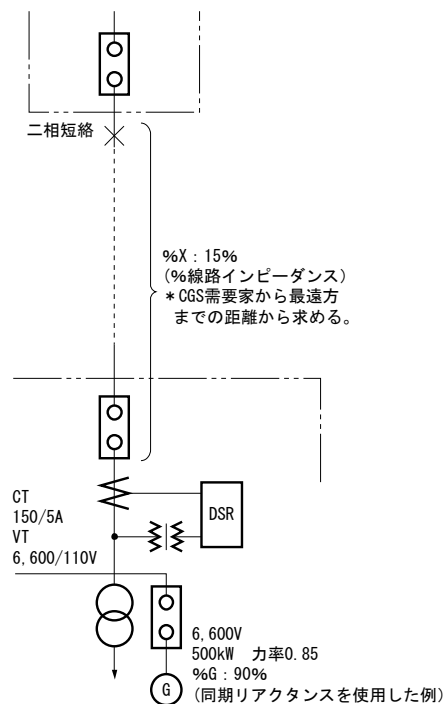 二相短絡
%X：15%
(%線路インピーダンス)
＊CGS需要家から最遠方
までの距離から求める。
CT
150/5A
VT
6,600/110V
DSR
6,600V
500kW 力率0.85
%G：90%
(同期リアクタンスを使用した例)
G